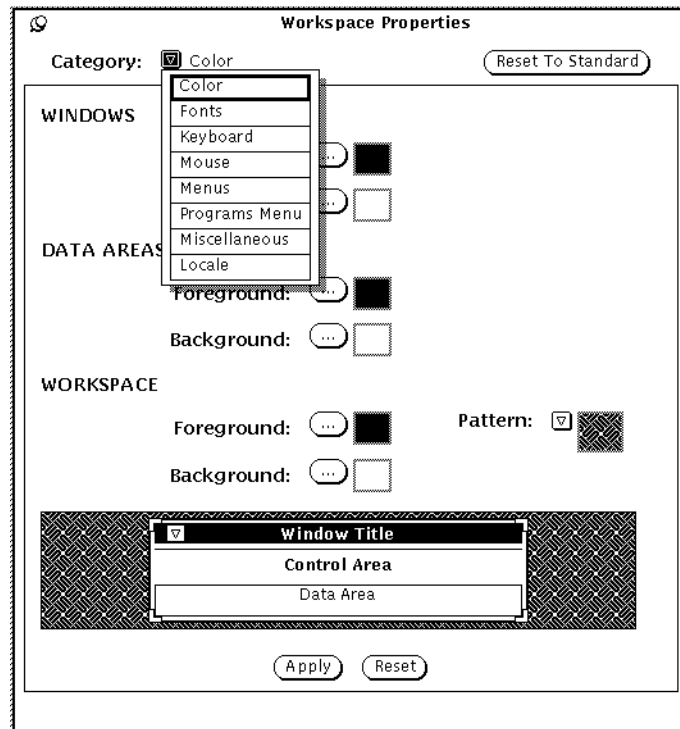 Workspace Properties
Category: Color
Reset To Standard
Color
Fonts
Keyboard
Mouse
Menus
Programs Menu
Miscellaneous
Locale
WINDOWS
...
...
DATA AREAS
Foreground: ...
Background: ...
WORKSPACE
Foreground: ...
Pattern:
Background: ...
Window Title
Control Area
Data Area
Apply Reset